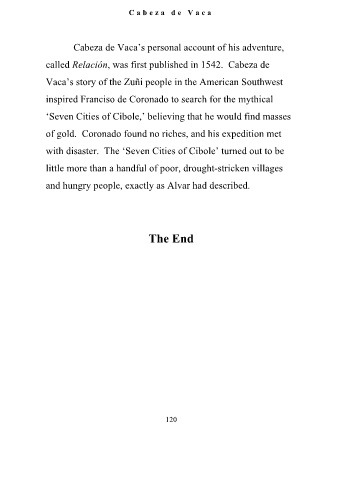 Cabeza de Vaca
Cabeza de Vaca's personal account of his adventure,
called Relación, was first published in 1542. Cabeza de
Vaca's story of the Zuñi people in the American Southwest
inspired Franciso de Coronado to search for the mythical
'Seven Cities of Cibole,' believing that he would find masses
of gold. Coronado found no riches, and his expedition met
with disaster. The 'Seven Cities of Cibole' turned out to be
little more than a handful of poor, drought-stricken villages
and hungry people, exactly as Alvar had described.
The End
120